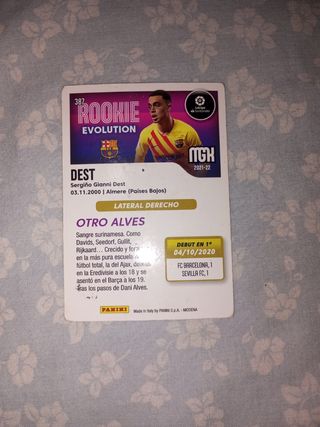 387
ROOKIE
EVOLUTION
LaLiga
MGK
2021-22
DEST
Sergiño Gianni Dest
03.11.2000 | Almere (Países Bajos)
LATERAL DERECHO
OTRO ALVES
Sangre surinamesa. Como
Davids, Seedorf, Gullit,
Rijkaard... Crecido y
en la más pura escuela
fútbol total, la del Ajax,
en la Eredivisie a los 18 y se
asentó en el Barça a los 19.
Tras los pasos de Dani Alves.
DEBUT EN 1ª
04/10/2020
FC BARCELONA, 1
SEVILLA FC, 1
PANINI
Made in Italy by PANINI S.p.A. - MODENA